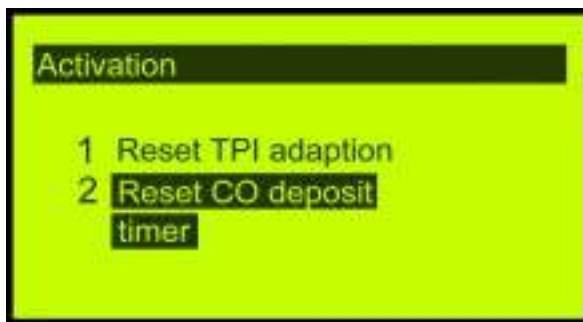 Activation
1 Reset TPI adaption
2 Reset CO deposit
timer